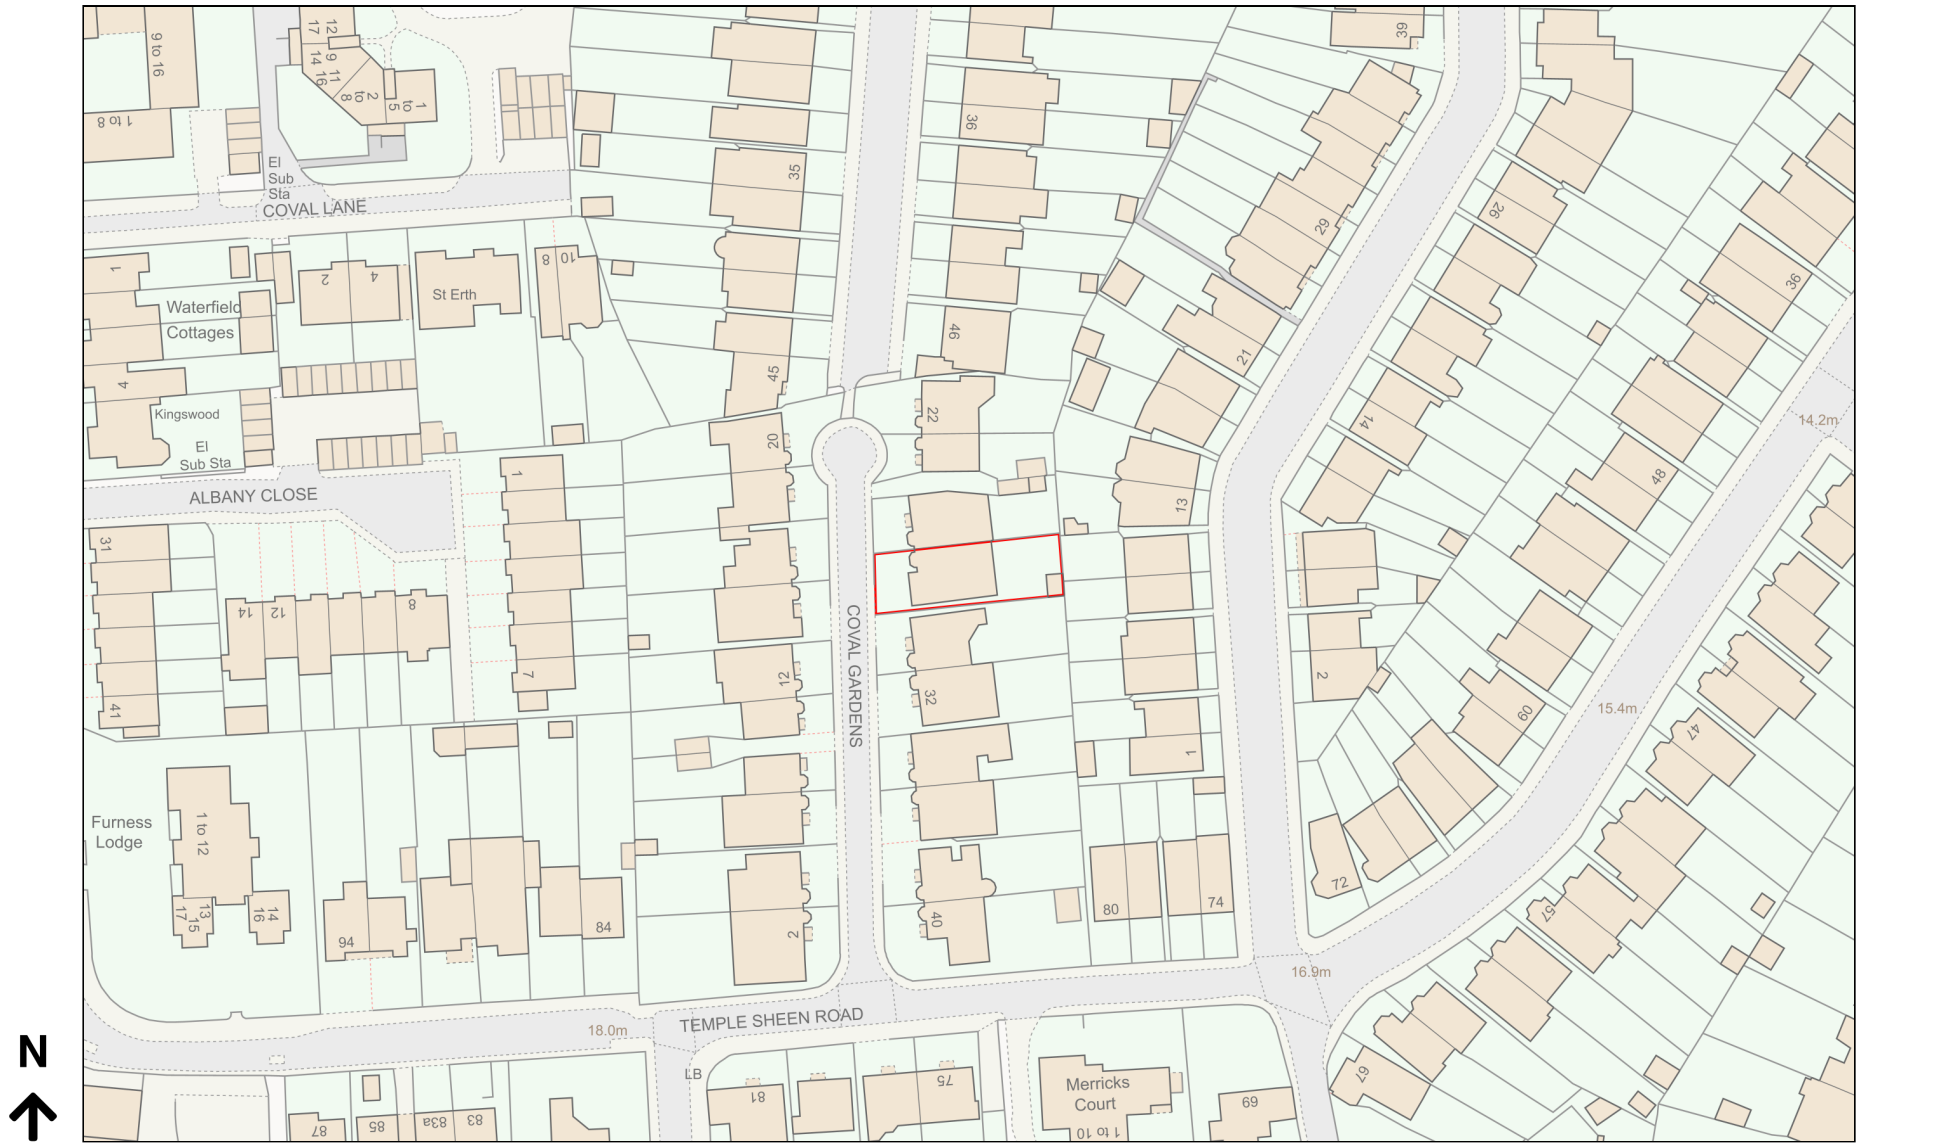 9 to 16
12
17
9
11
14
16
2
to
8
1
to
5
39
1 to 8
36
35
El
Sub
Sta
COVAL LANE
26
29
1
2
4
St Erth
8
10
36
Waterfield
Cottages
46
21
4
45
Kingswood
22
14
14.2m
El
Sub Sta
20
1
48
ALBANY CLOSE
13
31
14
12
8
COVAL GARDENS
7
12
32
2
41
60
15.4m
47
1
Furness
Lodge
1 to 12
72
17
13
15
16
14
94
84
2
40
80
74
57
16.9m
N
18.0m
TEMPLE SHEEN ROAD
LB
81
75
Merricks
Court
1 to 10
69
67
87
85
83a
83